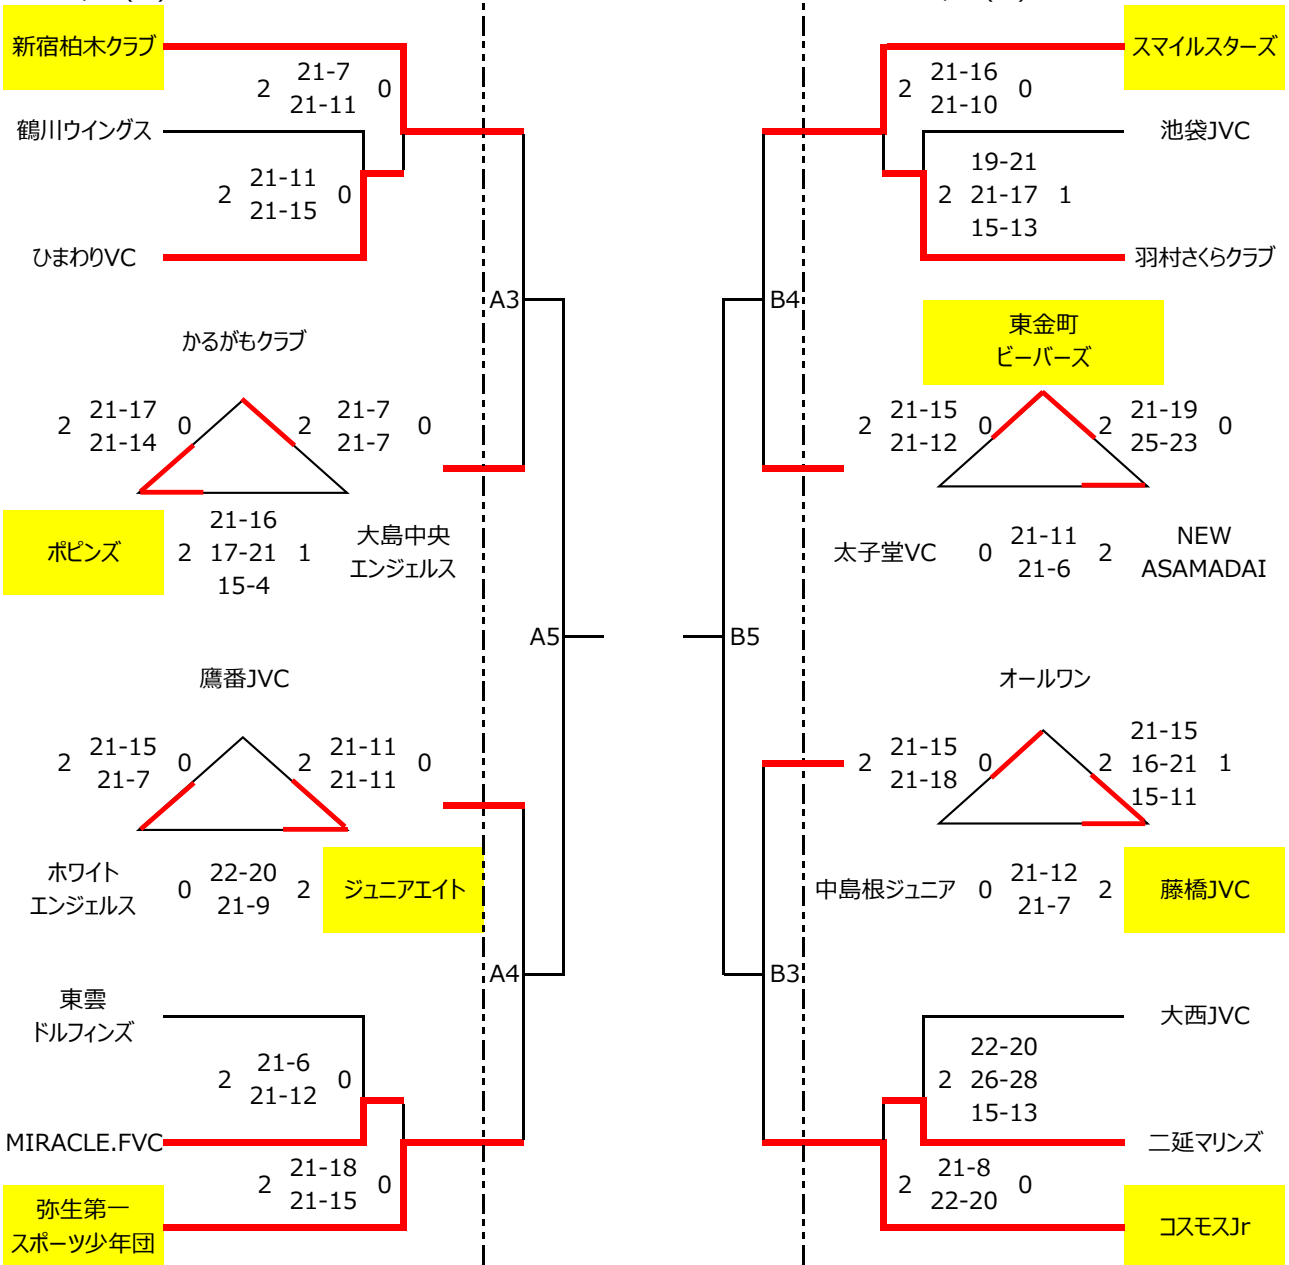 新宿柏木クラブ
2 21-7 0
21-11
鶴川ウイングス
2 21-11 0
21-15
ひまわりVC
A3
かるがもクラブ
2 21-17 0
21-14
2 21-7 0
21-7
ポピンズ
21-16
2 17-21 1
15-4
大島中央
エンジェルス
A5
鷹番JVC
2 21-15 0
21-7
2 21-11 0
21-11
ホワイト
エンジェルス
0 22-20 2
21-9
ジュニアエイト
A4
東雲
ドルフィンズ
2 21-6 0
21-12
MIRACLE.FVC
2 21-18 0
21-15
弥生第一
スポーツ少年団
スマイルスターズ
2 21-16 0
21-10
池袋JVC
19-21
2 21-17 1
15-13
羽村さくらクラブ
B4
東金町
ビーバーズ
2 21-15 0
21-12
2 21-19 0
25-23
太子堂VC
0 21-11 2
21-6
NEW
ASAMADAI
B5
オールワン
2 21-15 0
21-18
21-15
2 16-21 1
15-11
中島根ジュニア
0 21-12 2
21-7
藤橋JVC
B3
大西JVC
22-20
2 26-28
15-13
二延マリンズ
2 21-8 0
22-20
コスモスJr